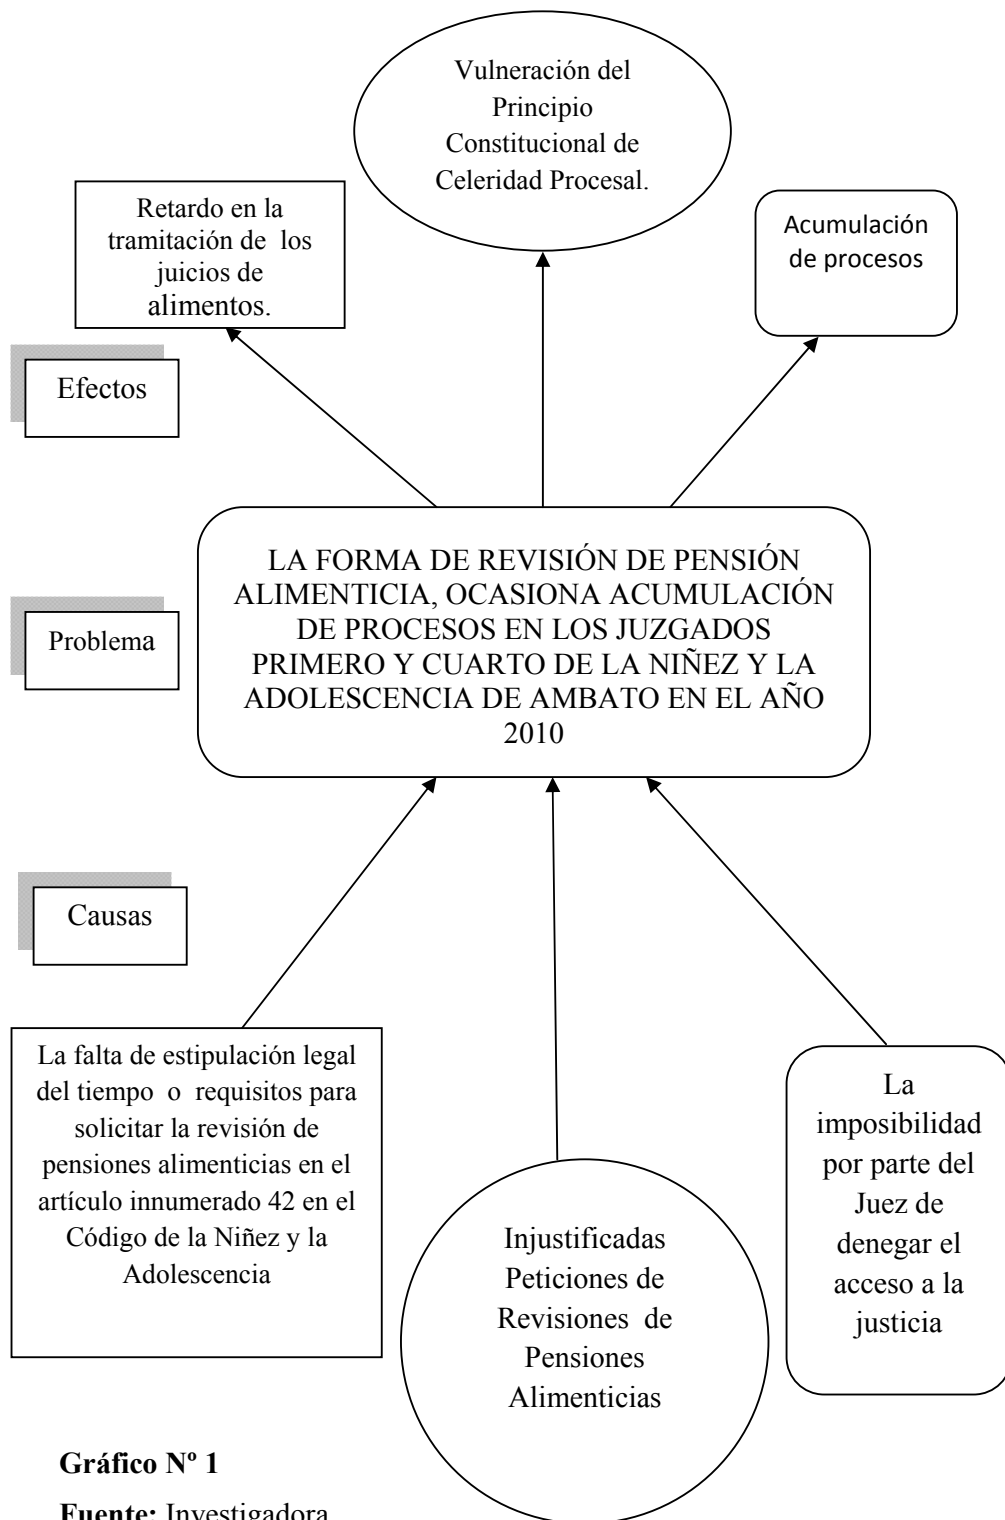 Vulneración del
Principio
Constitucional de
Celeridad Procesal.
Retardo en la
tramitación de los
juicios de
alimentos.
Acumulación
de procesos
Efectos
LA FORMA DE REVISIÓN DE PENSIÓN
ALIMENTICIA, OCASIONA ACUMULACIÓN
DE PROCESOS EN LOS JUZGADOS
PRIMERO Y CUARTO DE LA NIÑEZ Y LA
ADOLESCENCIA DE AMBATO EN EL AÑO
2010
Problema
Causas
La falta de estipulación legal
del tiempo o requisitos para
solicitar la revisión de
pensiones alimenticias en el
artículo innumerado 42 en el
Código de la Niñez y la
Adolescencia
Injustificadas
Peticiones de
Revisiones de
Pensiones
Alimenticias
La
imposibilidad
por parte del
Juez de
denegar el
acceso a la
justicia
Gráfico Nº 1
Fuente: Investigadora